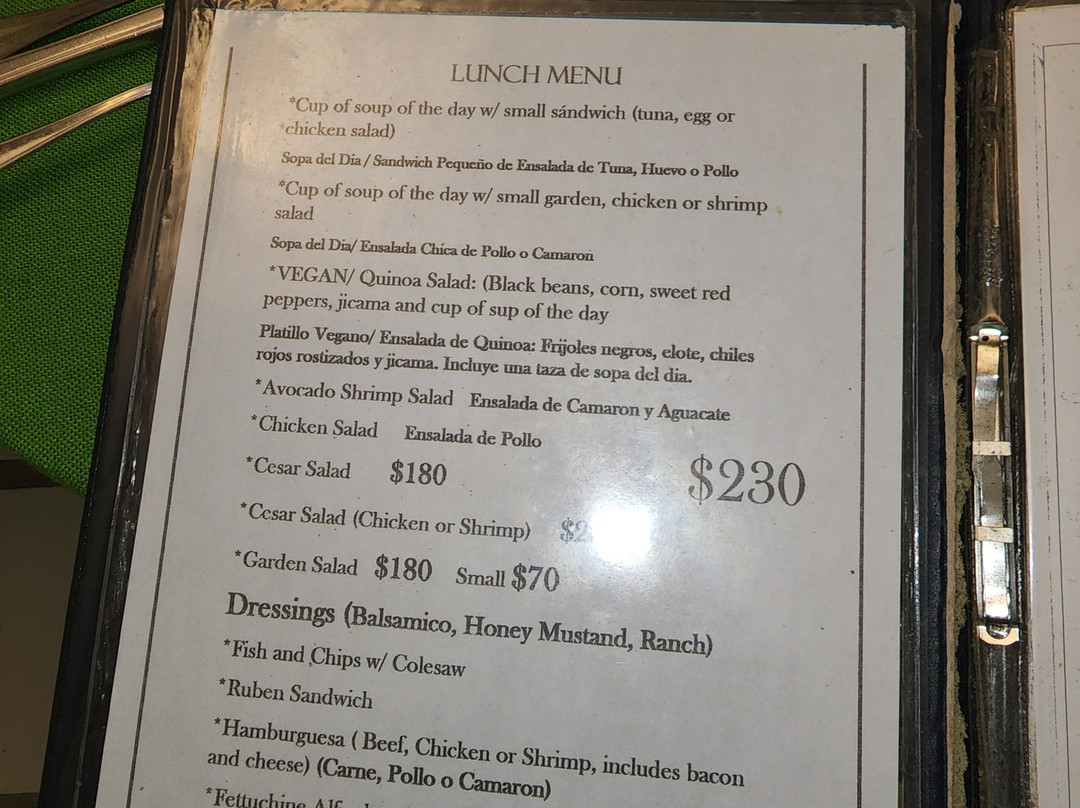 LUNCH MENU
*Cup of soup of the day w/ small sándwich (tuna, egg or
chicken salad)
Sopa del Dia / Sandwich Pequeño de Ensalada de Tuna, Huevo o Pollo
*Cup of soup of the day w/ small garden, chicken or shrimp
salad
Sopa del Dia/ Ensalada Chica de Pollo o Camaron
*VEGAN/ Quinoa Salad: (Black beans, corn, sweet red
peppers, jicama and cup of sup of the day
Platillo Vegano/ Ensalada de Quinoa: Frijoles negros, elote, chiles
rojos rostizados y jicama. Incluye una taza de sopa del dia.
*Avocado Shrimp Salad Ensalada de Camaron y Aguacate
*Chicken Salad Ensalada de Pollo
*Cesar Salad $180 $230
*Cesar Salad (Chicken or Shrimp)
*Garden Salad $180 Small $70
Dressings (Balsamico, Honey Mustand, Ranch)
*Fish and Chips w/ Colesaw
*Ruben Sandwich
*Hamburguesa ( Beef, Chicken or Shrimp, includes bacon
and cheese) (Carne, Pollo o Camaron)
*Fettuchine